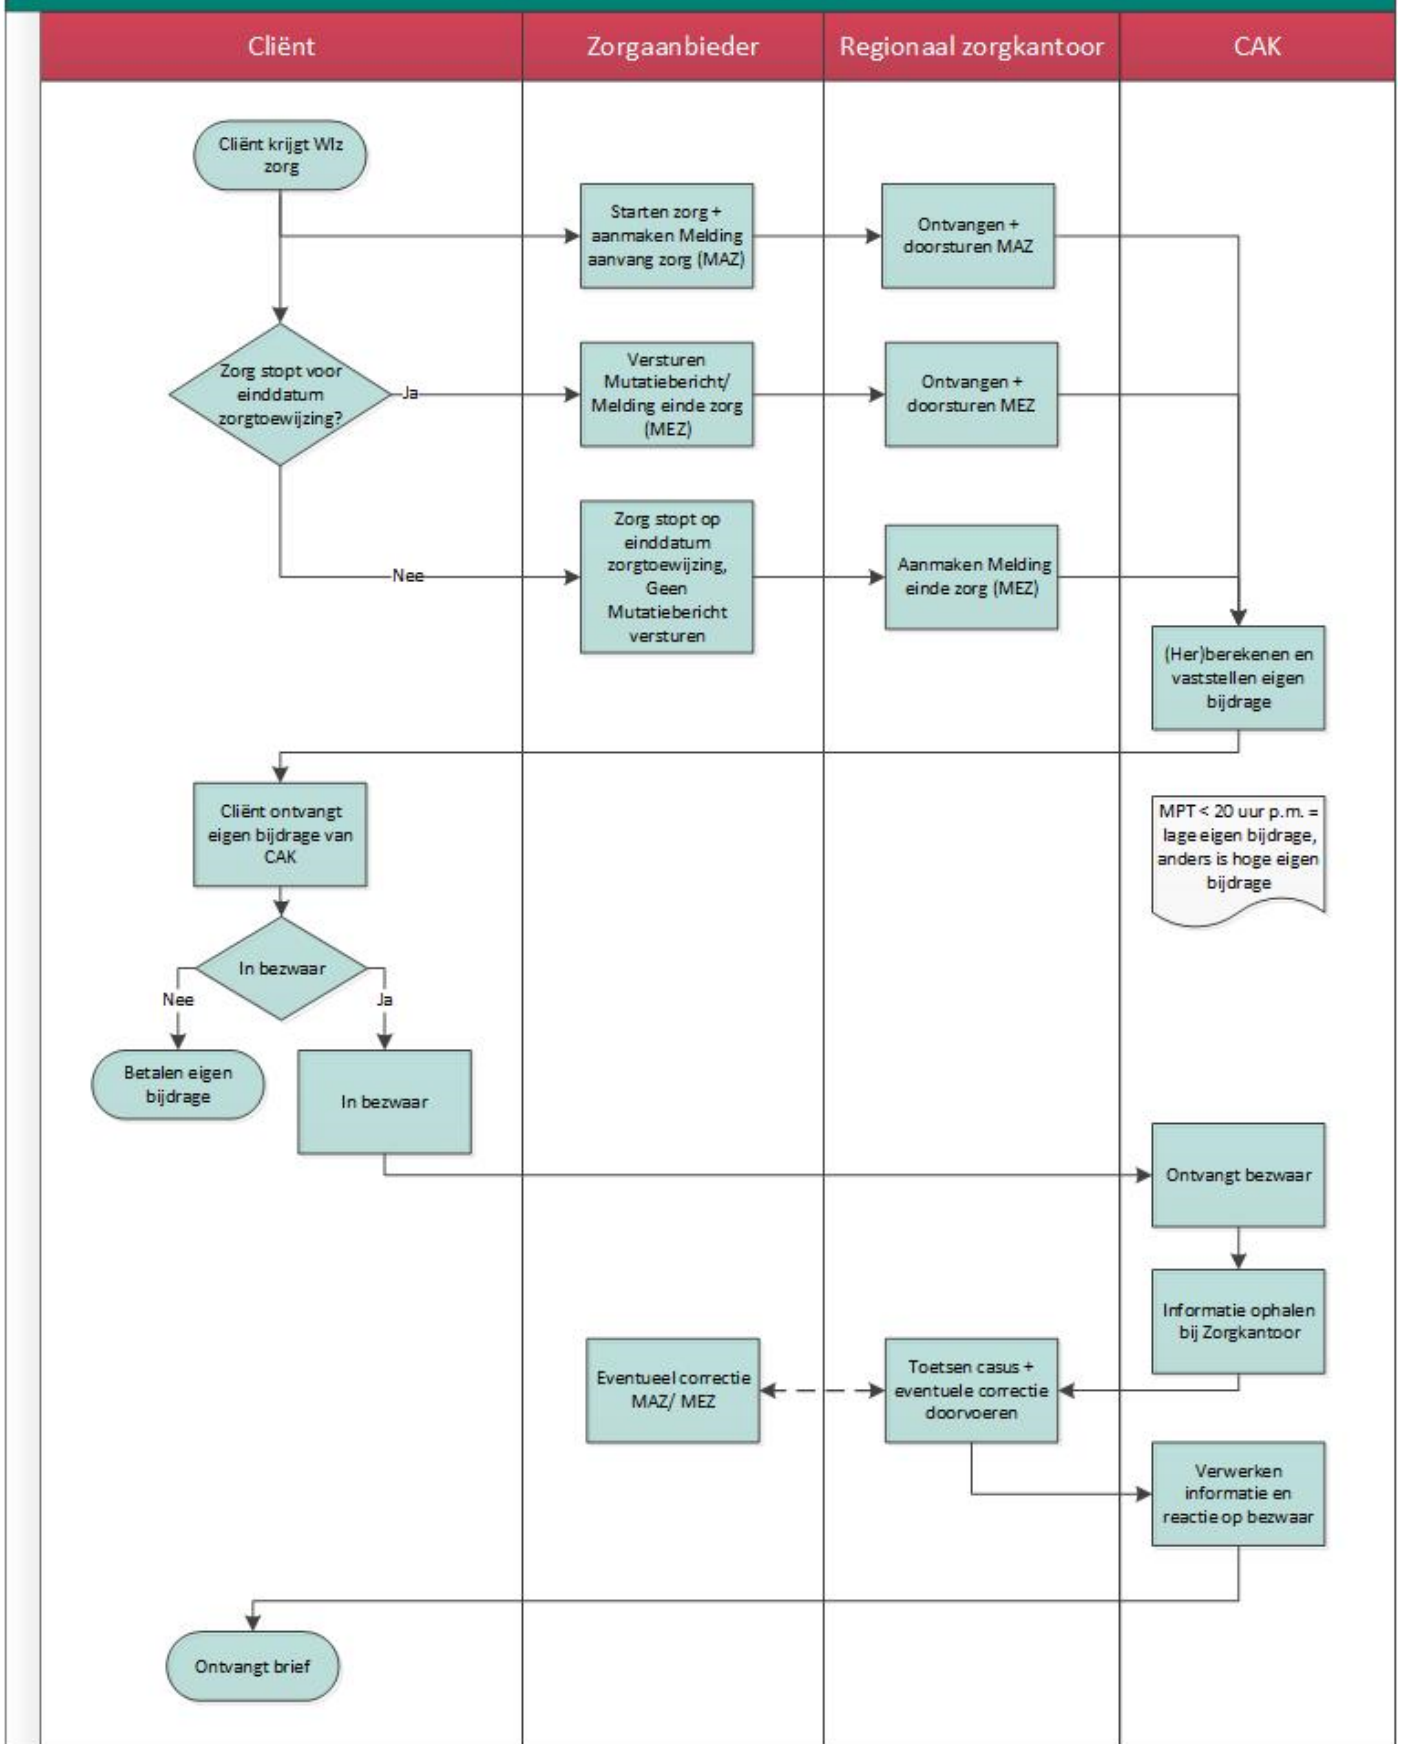 Cliënt
Zorgaanbieder
Regionaal zorgkantoor
CAK
Cliënt krijgt Wlz
zorg
Starten zorg +
aanmaken Melding
aanvang zorg (MAZ)
Ontvangen +
doorsturen MAZ
Zorg stopt voor
einddatum
zorgtoewijzing?
Ja
Versturen
Mutatiebericht/
Melding einde zorg
(MEZ)
Ontvangen +
doorsturen MEZ
Nee
Zorg stopt op
einddatum
zorgtoewijzing,
Geen
Mutatiebericht
versturen
Aanmaken Melding
einde zorg (MEZ)
(Her)berekenen en
vaststellen eigen
bijdrage
Cliënt ontvangt
eigen bijdrage van
CAK
MPT < 20 uur p.m. =
lage eigen bijdrage,
anders is hoge eigen
bijdrage
In bezwaar
Nee
Ja
Betalen eigen
bijdrage
In bezwaar
Ontvangt bezwaar
Informatie ophalen
bij Zorgkantoor
Eventueel correctie
MAZ/ MEZ
Toetsen casus +
eventuele correctie
doorvoeren
Verwerken
informatie en
reactie op bezwaar
Ontvangt brief